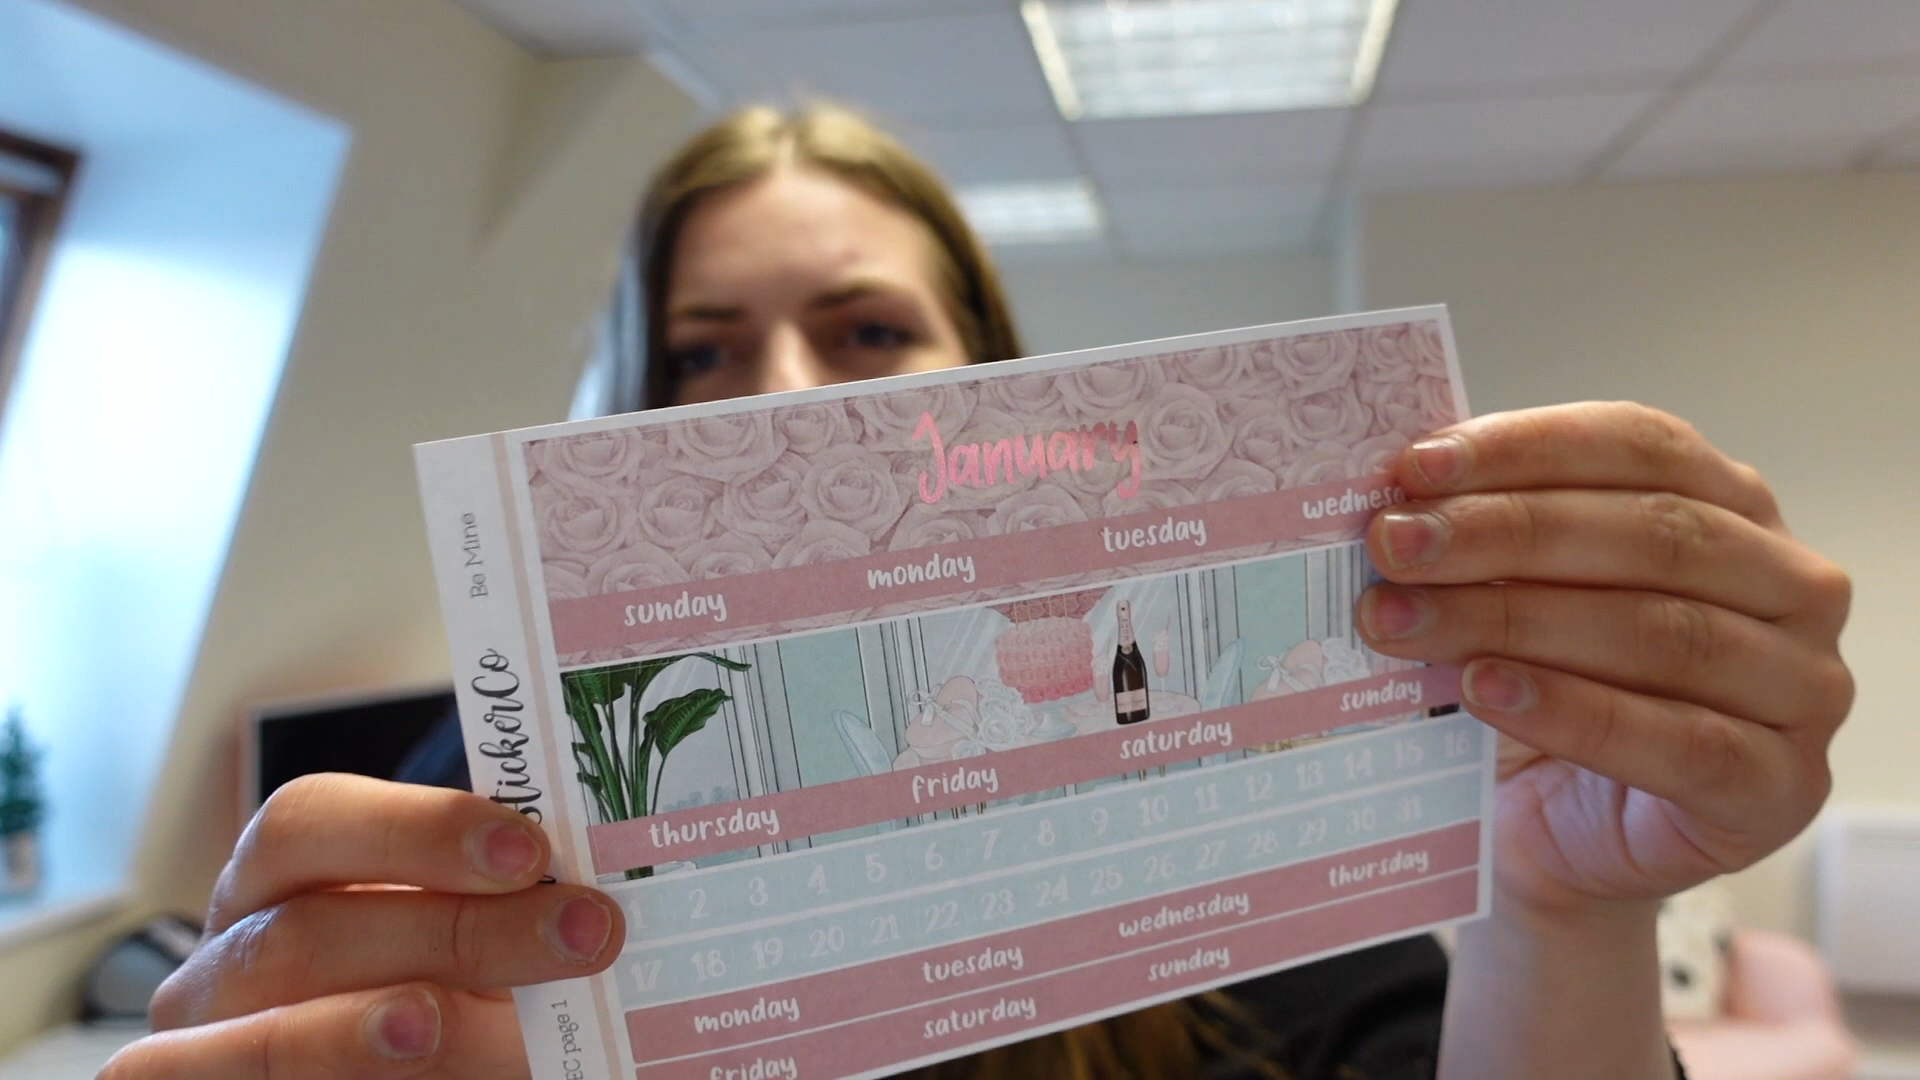 January
sunday monday tuesday
thursday friday saturday sunday
1 2 3 4 5 6 7 8 9 10 11 12 13 14 15 16
17 18 19 20 21 22 23 24 25 26 27 28 29 30 31
monday tuesday wednesday thursday
friday saturday sunday
Be Mine
StickerCo
EC page 1